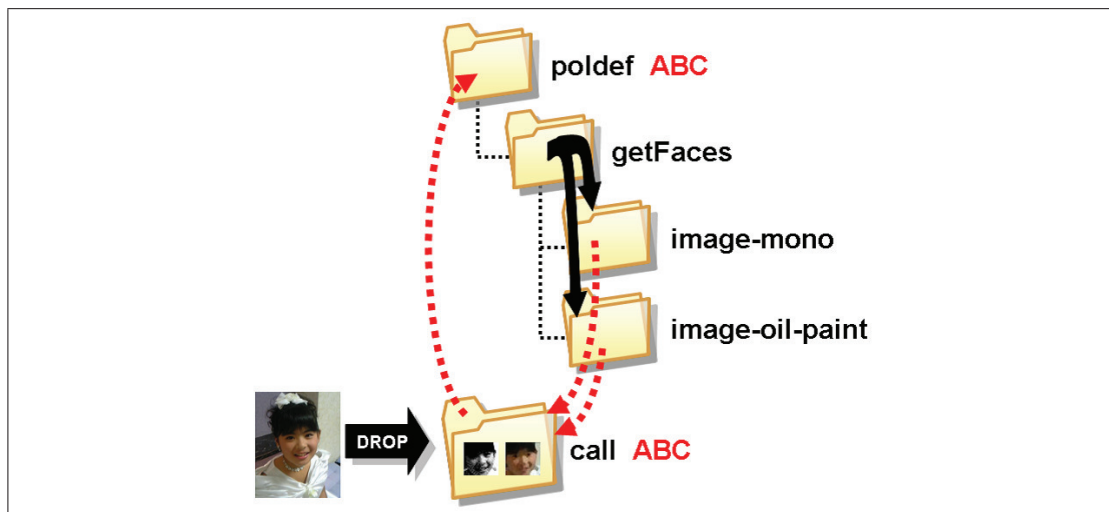 poldef ABC
getFaces
image-mono
image-oil-paint
DROP
call ABC